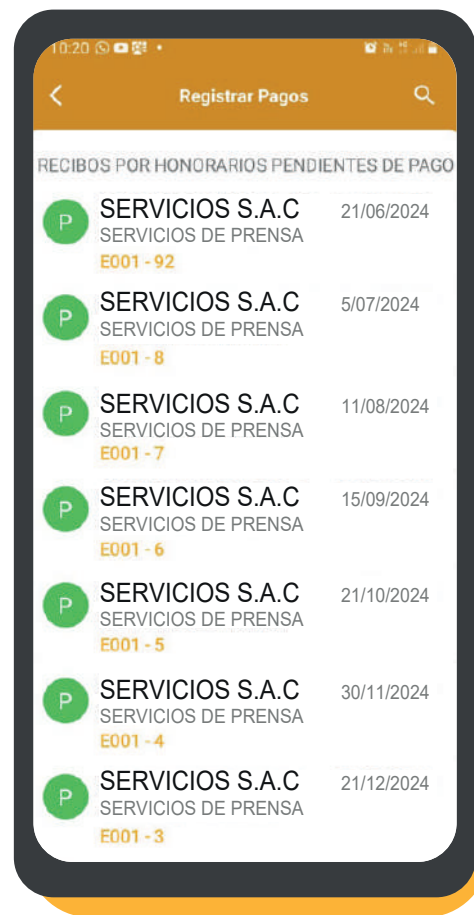 10:20
Registrar Pagos
RECIBOS POR HONORARIOS PENDIENTES DE PAGO
P SERVICIOS S.A.C 21/06/2024
SERVICIOS DE PRENSA
E001 - 92
P SERVICIOS S.A.C 5/07/2024
SERVICIOS DE PRENSA
E001 - 8
P SERVICIOS S.A.C 11/08/2024
SERVICIOS DE PRENSA
E001 - 7
P SERVICIOS S.A.C 15/09/2024
SERVICIOS DE PRENSA
E001 - 6
P SERVICIOS S.A.C 21/10/2024
SERVICIOS DE PRENSA
E001 - 5
P SERVICIOS S.A.C 30/11/2024
SERVICIOS DE PRENSA
E001 - 4
P SERVICIOS S.A.C 21/12/2024
SERVICIOS DE PRENSA
E001 - 3